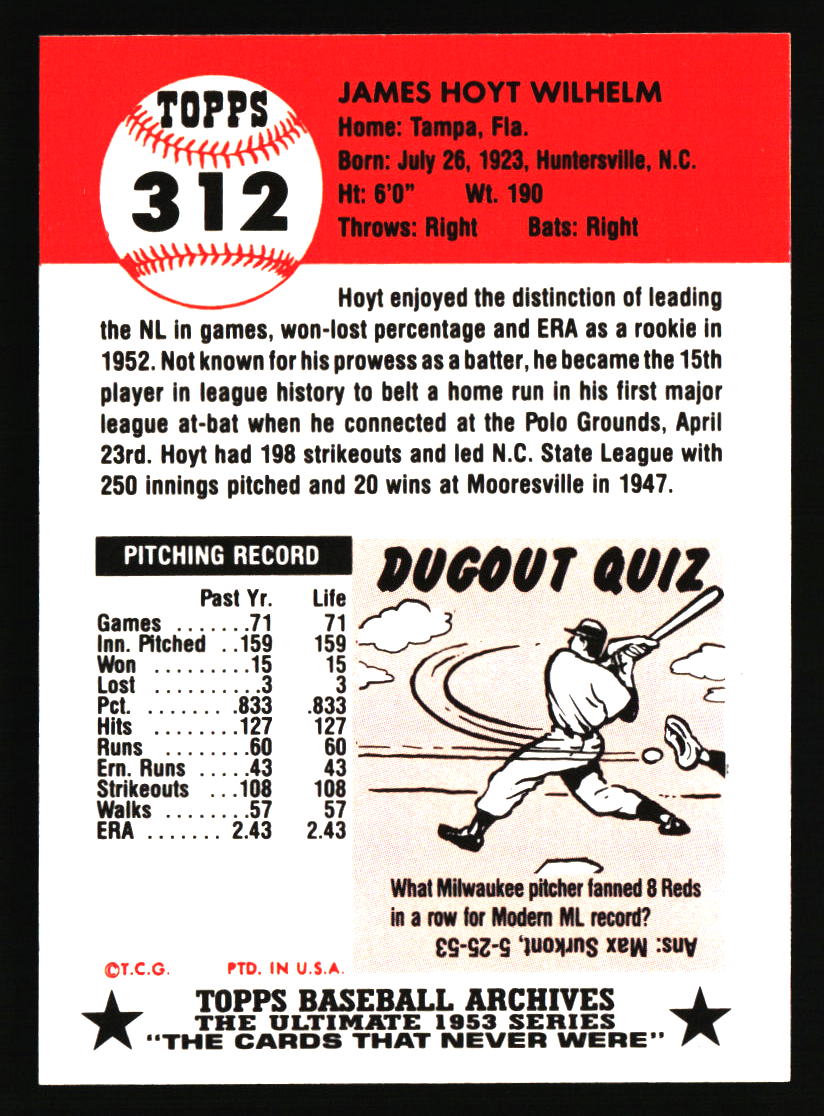 TOPPS
312
JAMES HOYT WILHELM
Home: Tampa, Fla.
Born: July 26, 1923, Huntersville, N.C.
Ht: 6'0" Wt. 190
Throws: Right Bats: Right
Hoyt enjoyed the distinction of leading
the NL in games, won-lost percentage and ERA as a rookie in
1952. Not known for his prowess as a batter, he became the 15th
player in league history to belt a home run in his first major
league at-bat when he connected at the Polo Grounds, April
23rd. Hoyt had 198 strikeouts and led N.C. State League with
250 innings pitched and 20 wins at Mooresville in 1947.
PITCHING RECORD
Past Yr. Life
Games .......71 71
Inn. Pitched ..159 159
Won .........15 15
Lost ..........3 3
Pct. ........833 .833
Hits .........127 127
Runs .......60 60
Ern. Runs .....43 43
Strikeouts ...108 108
Walks ........57 57
ERA ....... 2.43 2.43
DUGOUT QUIZ
What Milwaukee pitcher fanned 8 Reds
in a row for Modern ML record?
Ans: Max Surkont, 5-25-53
©T.C.G. PTD. IN U.S.A.
TOPPS BASEBALL ARCHIVES
THE ULTIMATE 1953 SERIES
"THE CARDS THAT NEVER WERE"